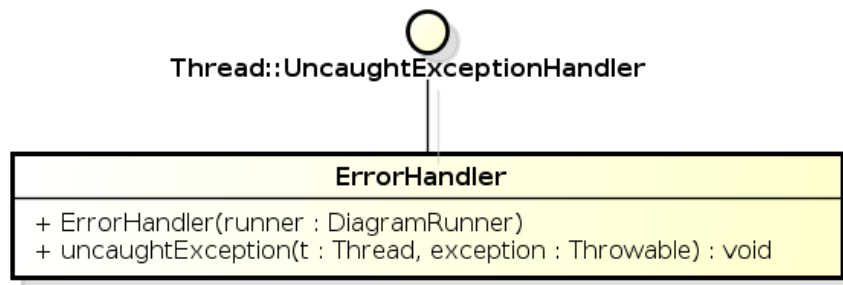 Thread::UncaughtExceptionHandler
ErrorHandler
+ ErrorHandler(runner : DiagramRunner)
+ uncaughtException(t : Thread, exception : Throwable) : void